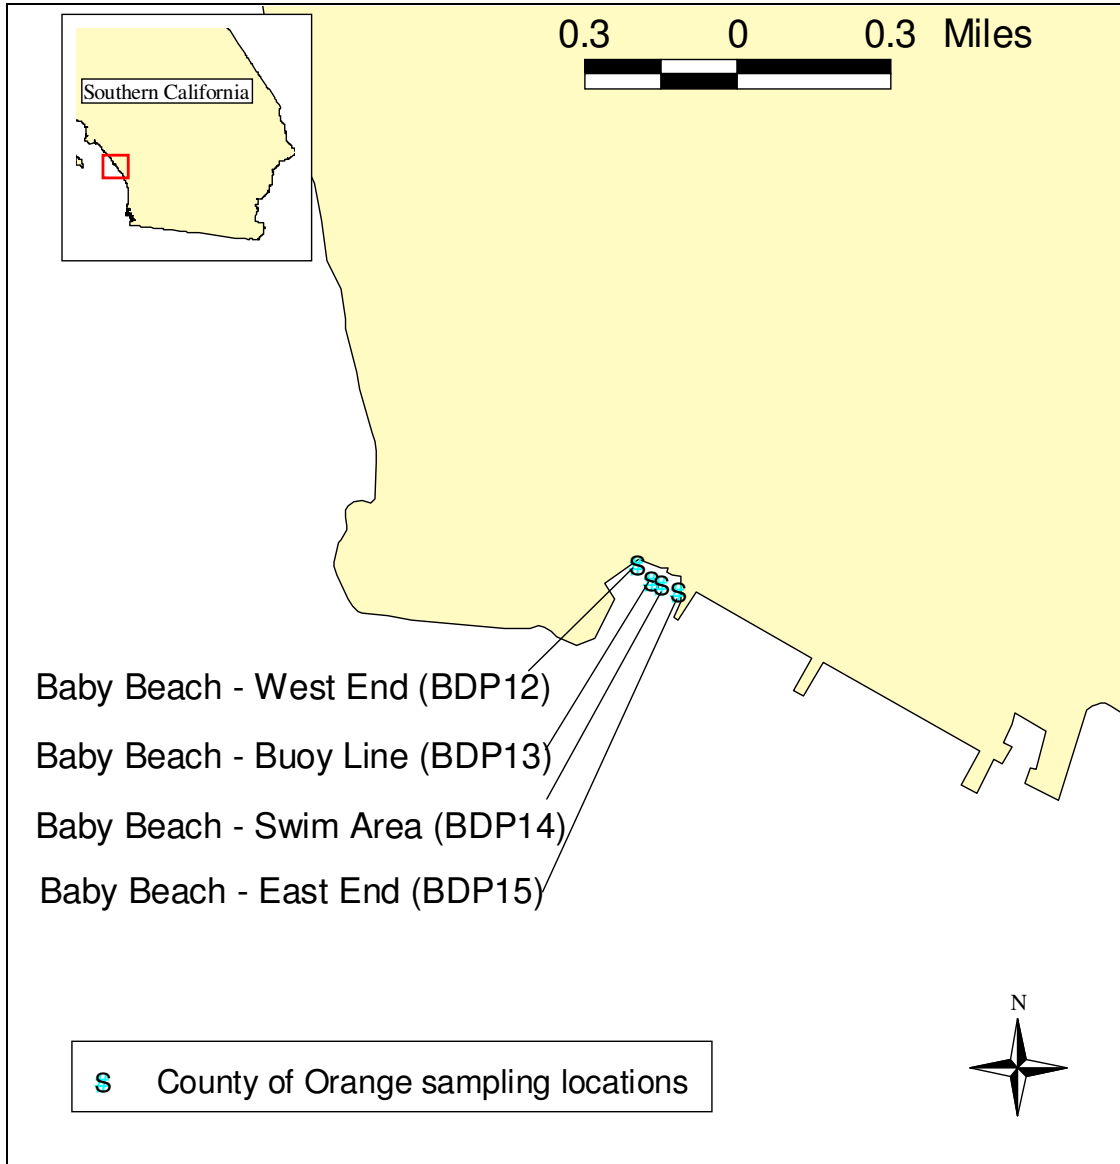 0.3 0 0.3 Miles
Southern California
S
S S S
Baby Beach - West End (BDP12)
Baby Beach - Buoy Line (BDP13)
Baby Beach - Swim Area (BDP14)
Baby Beach - East End (BDP15)
N
S County of Orange sampling locations